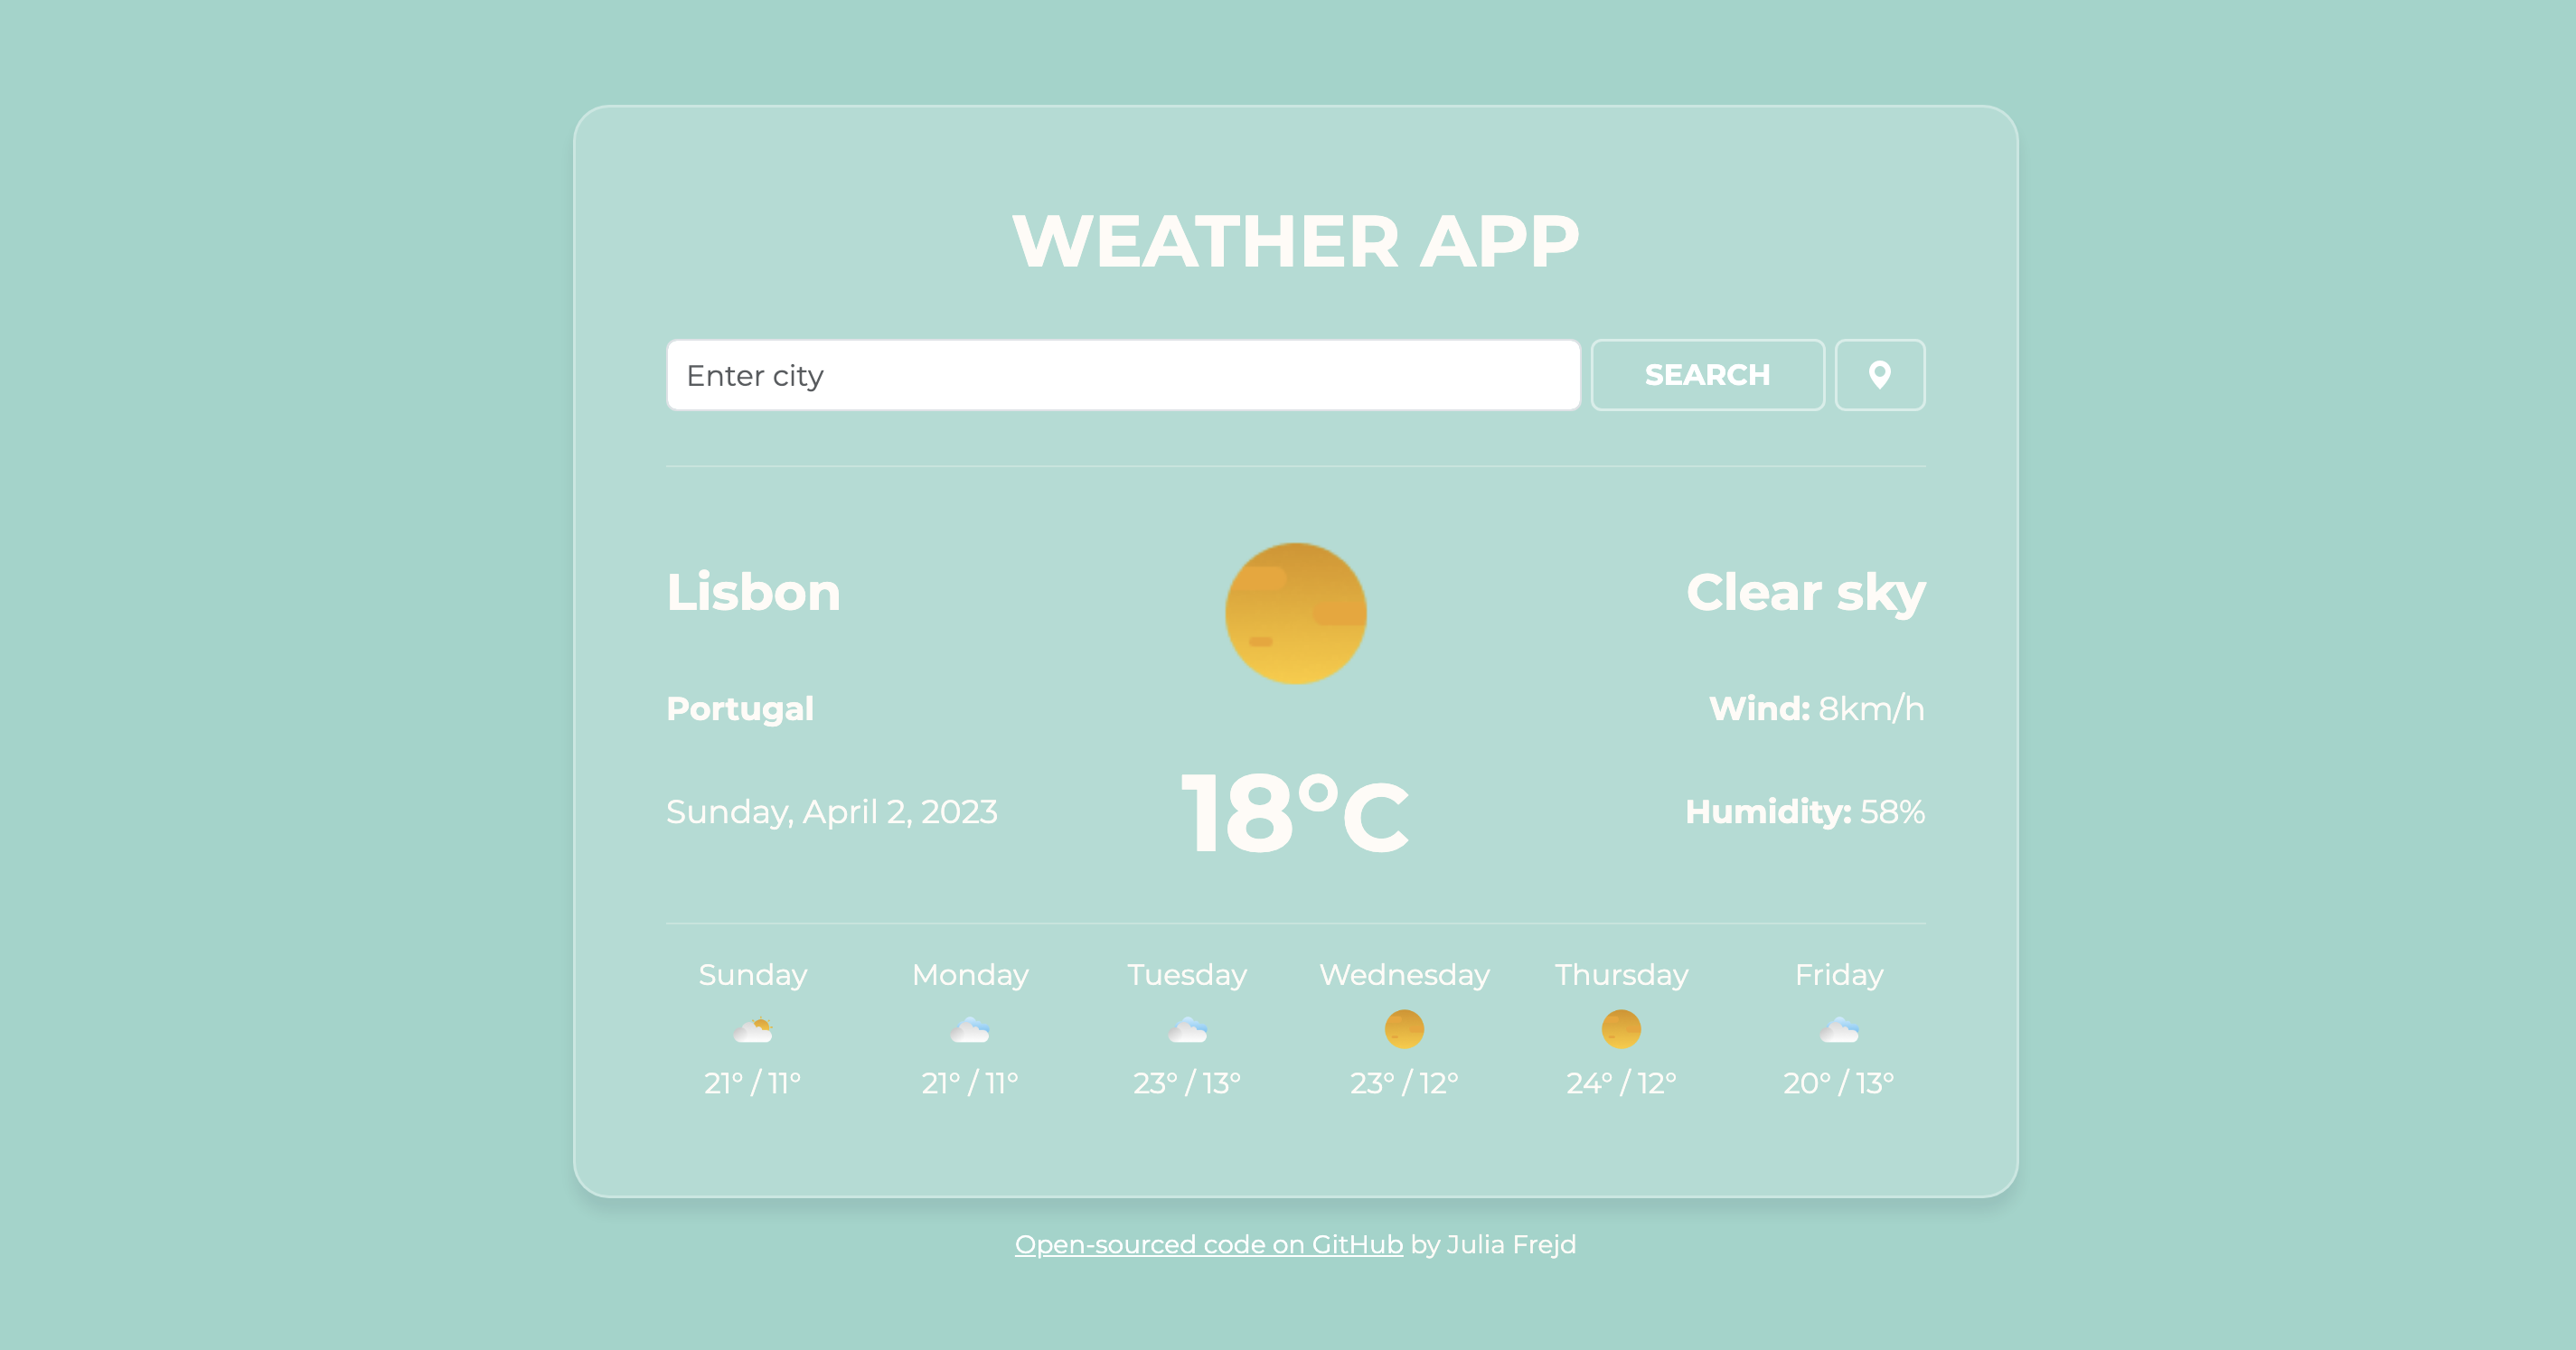 WEATHER APP
Enter city
SEARCH
Lisbon
Portugal
Sunday, April 2, 2023
18°C
Clear sky
Wind: 8km/h
Humidity: 58%
Sunday
21° / 11°
Monday
21° / 11°
Tuesday
23° / 13°
Wednesday
23° / 12°
Thursday
24° / 12°
Friday
20° / 13°
Open-sourced code on GitHub by Julia Frejd